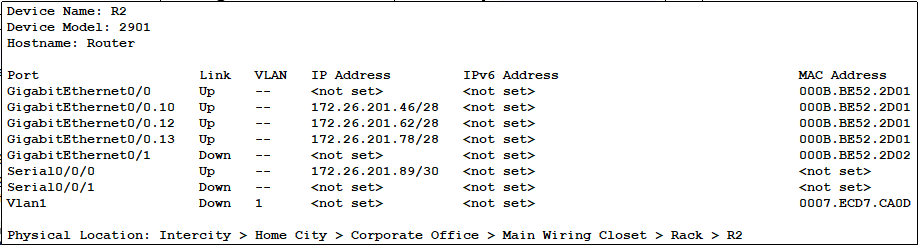 Device Name: R2
Device Model: 2901
Hostname: Router
Port Link VLAN IP Address IPv6 Address MAC Address
GigabitEthernet0/0 Up -- <not set> <not set> 000B.BE52.2D01
GigabitEthernet0/0.10 Up -- 172.26.201.46/28 <not set> 000B.BE52.2D01
GigabitEthernet0/0.12 Up -- 172.26.201.62/28 <not set> 000B.BE52.2D01
GigabitEthernet0/0.13 Up -- 172.26.201.78/28 <not set> 000B.BE52.2D01
GigabitEthernet0/1 Down -- <not set> <not set> 000B.BE52.2D02
Serial0/0/0 Up -- 172.26.201.89/30 <not set> <not set>
Serial0/0/1 Down -- <not set> <not set> <not set>
Vlan1 Down 1 <not set> <not set> 0007.ECD7.CA0D
Physical Location: Intercity > Home City > Corporate Office > Main Wiring Closet > Rack > R2